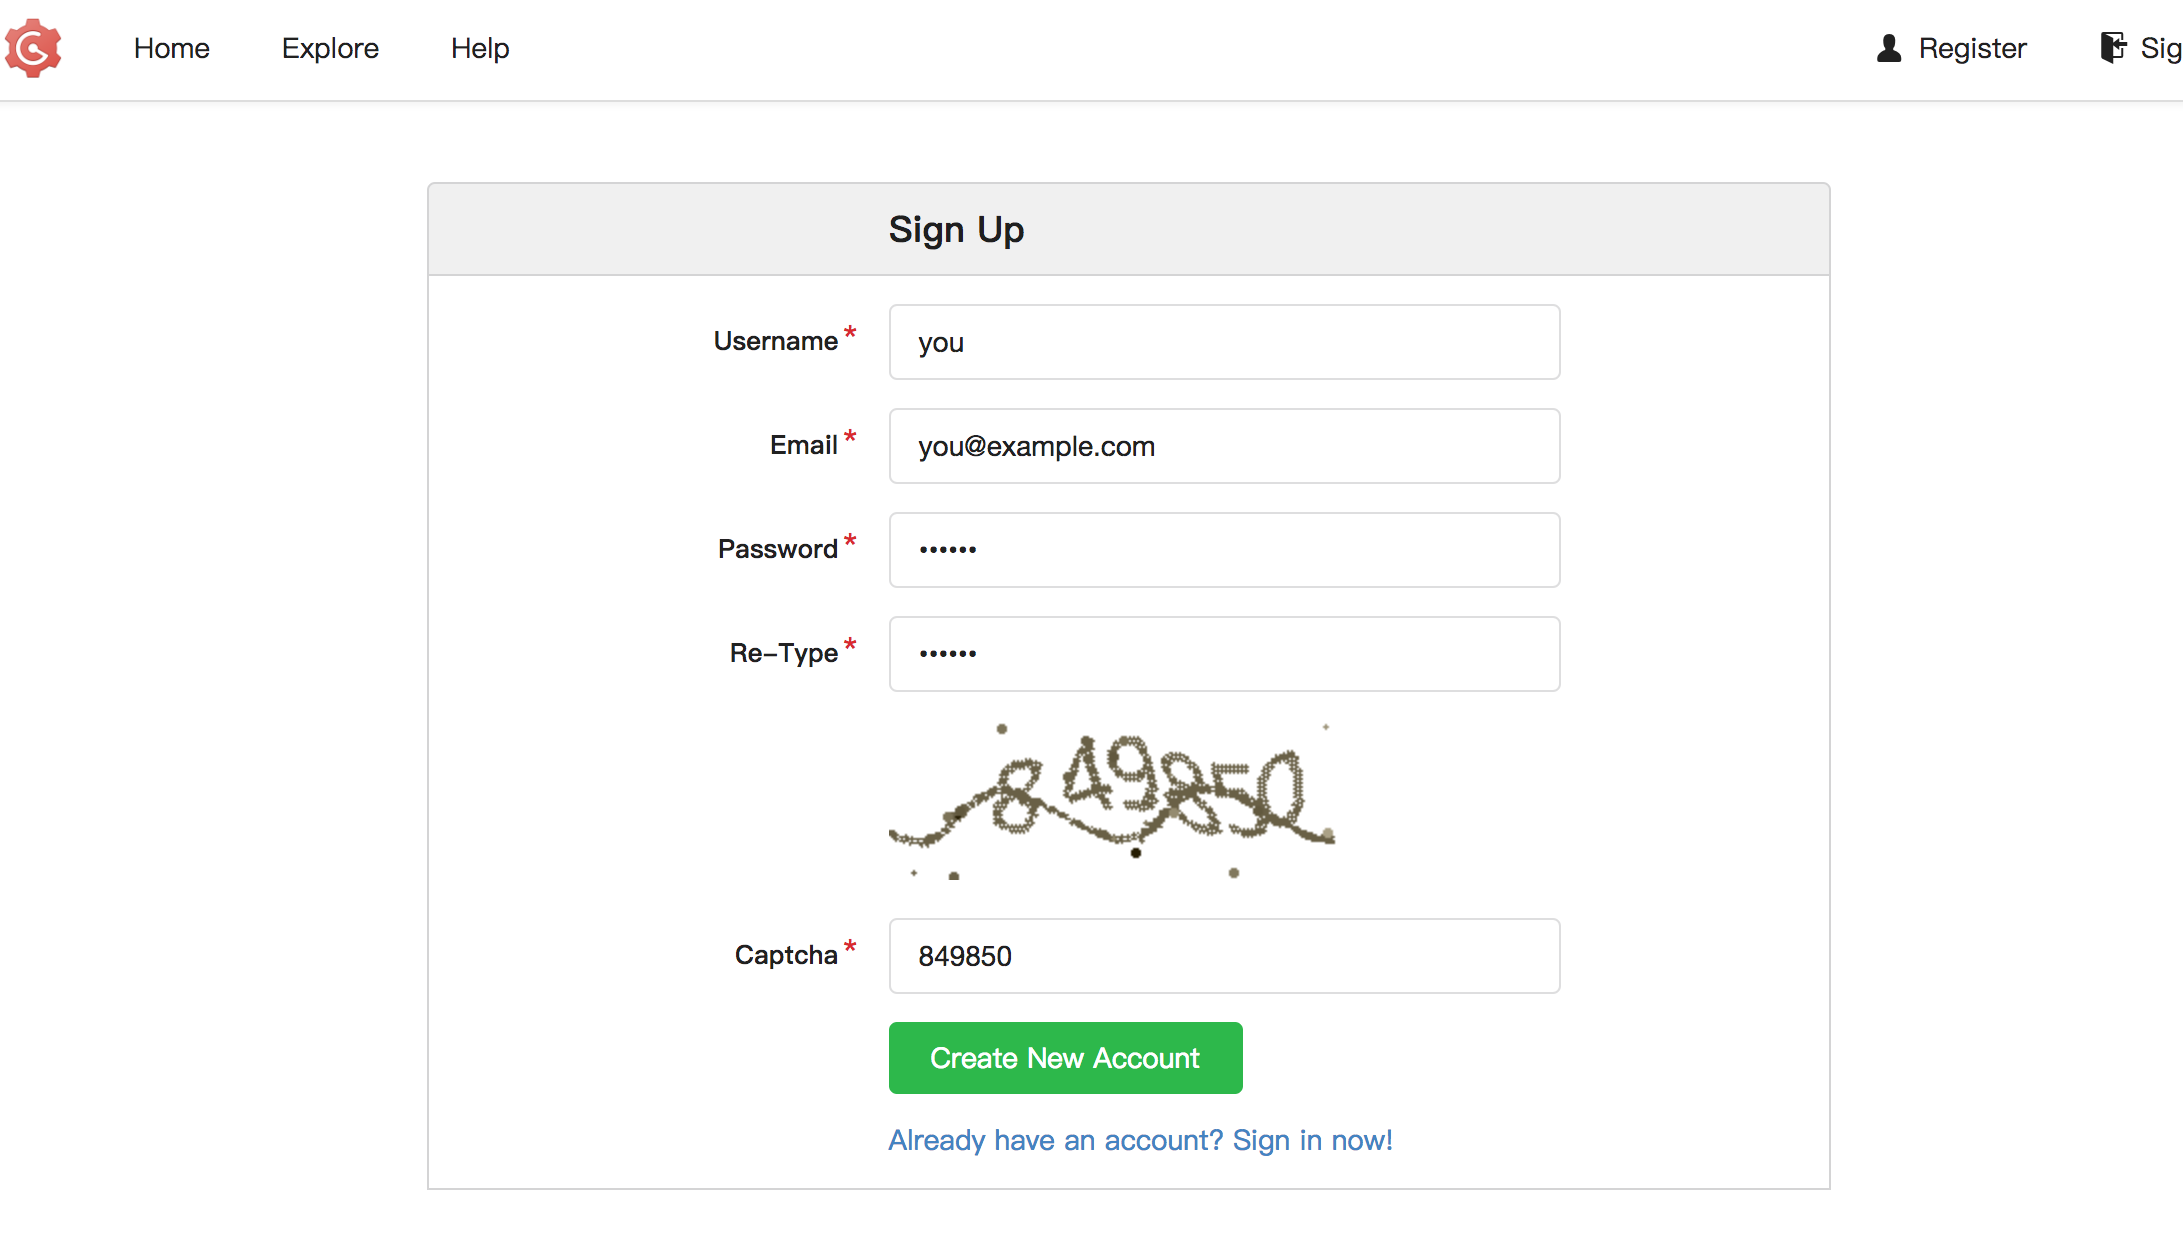 Home Explore Help Register Sig
Sign Up
Username * you
Email * you@example.com
Password * ••••••
Re-Type * ••••••
849850
Captcha * 849850
Create New Account
Already have an account? Sign in now!